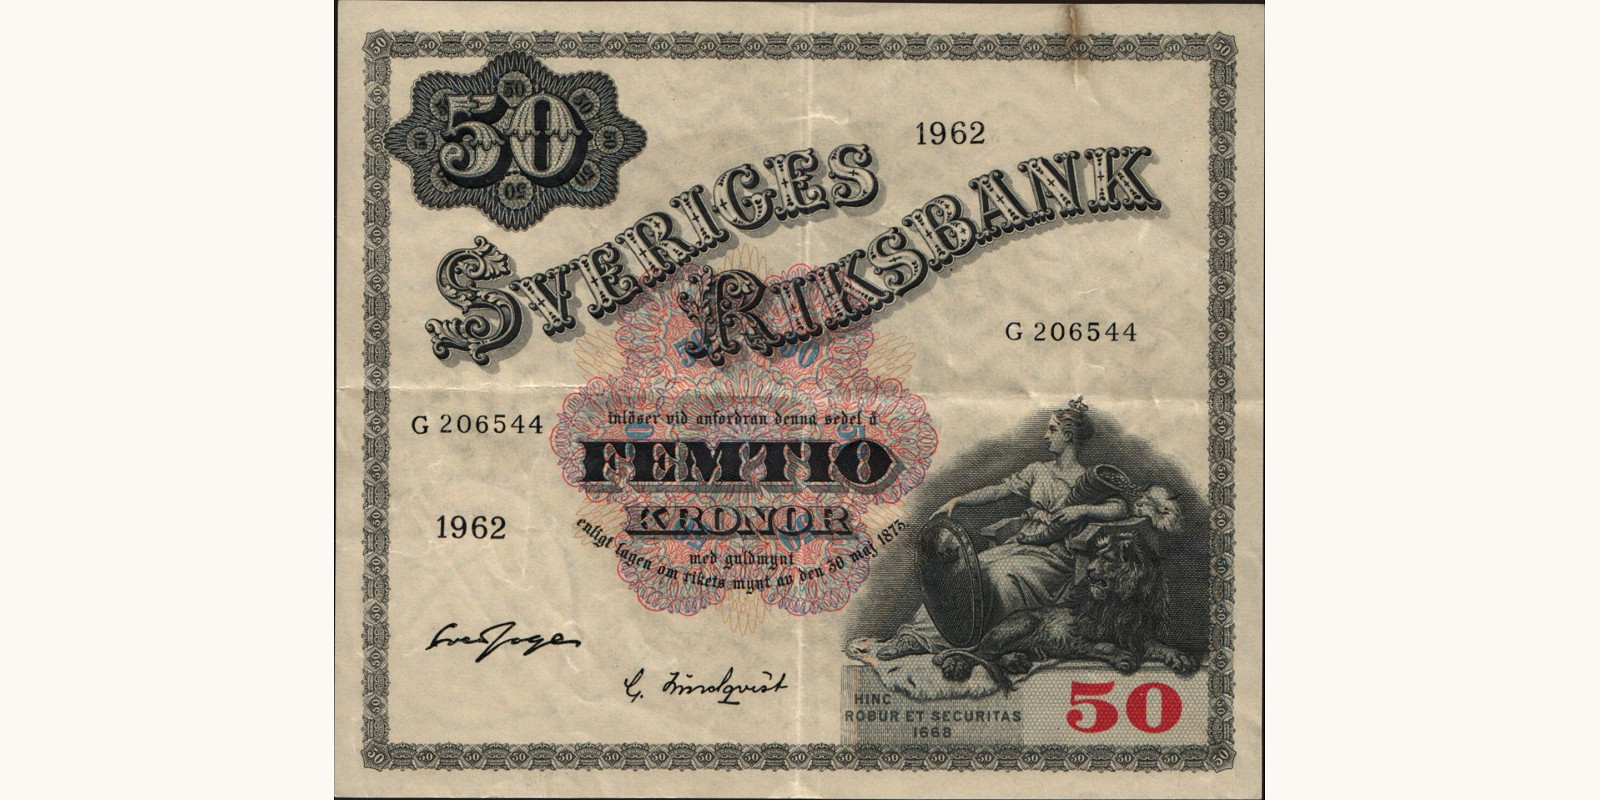 50
1962
SVERIGES
RIKSBANK
G 206544
G 206544
inlöser vid anfordran denna sedel å
FEMTIO
KRONOR
med guldmynt
enligt lagen om rikets mynt av den 30 maj 1873.
1962
G. Lindqvist
HINC
ROBUR ET SECURITAS
1668
50